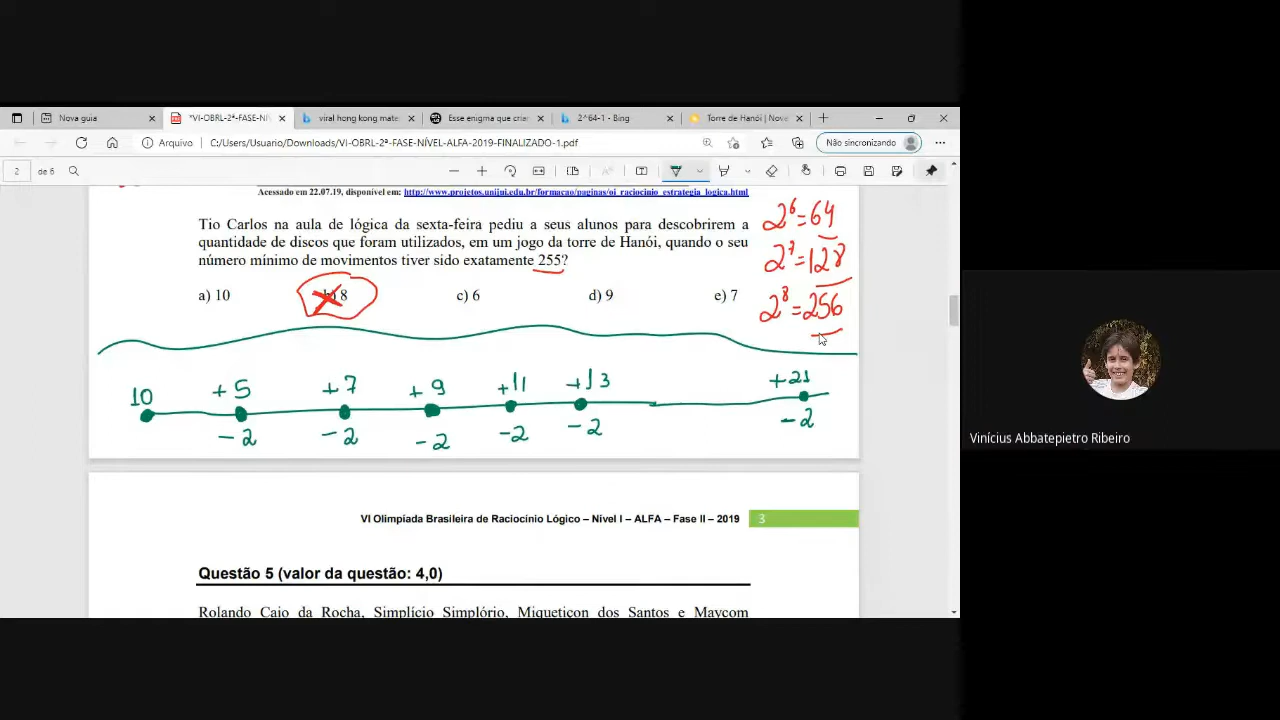 Nova guia
*VI-OBRL-2ª-FASE-NÍ
viral hong kong mate
Esse enigma que criar
2^64-1 - Bing
Torre de Hanói | Nove
Arquivo
C:/Users/Usuario/Downloads/VI-OBRL-2ª-FASE-NÍVEL-ALFA-2019-FINALIZADO-1.pdf
Não sincronizando
2
de 6
Acessado em 22.07.19, disponível em: http://www.projetos.unijui.edu.br/formacao/paginas/oi_raciocinio_estrategia_logica.html
Tio Carlos na aula de lógica da sexta-feira pediu a seus alunos para descobrirem a
quantidade de discos que foram utilizados, em um jogo da torre de Hanói, quando o seu
número mínimo de movimentos tiver sido exatamente 255?
a) 10 b) 8 c) 6 d) 9 e) 7
2⁶=64
2⁷=128
2⁸=256
10 +5 +7 +9 +11 +13 +21
-2 -2 -2 -2 -2 -2
VI Olimpíada Brasileira de Raciocínio Lógico – Nível I – ALFA – Fase II – 2019 3
Questão 5 (valor da questão: 4,0)
Rolando Caio da Rocha, Simplício Simplório, Miqueticon dos Santos e Maycom
Vinícius Abbatepietro Ribeiro